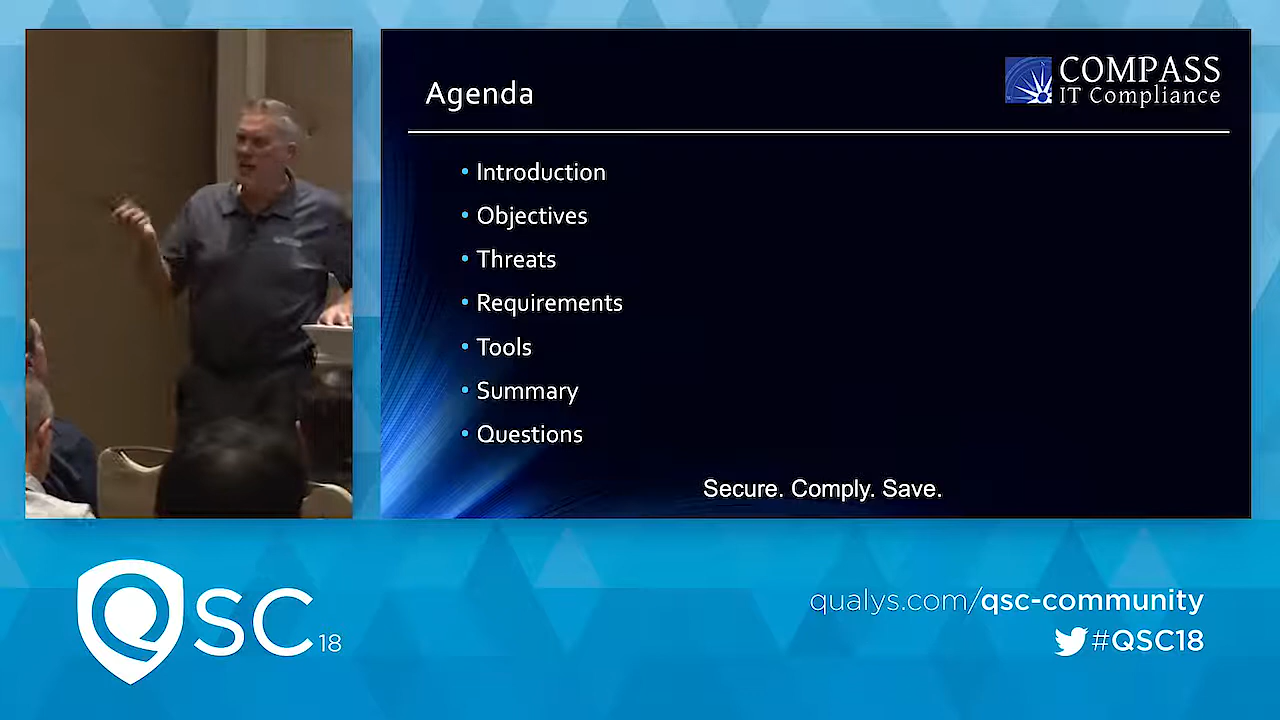 Agenda
COMPASS
IT Compliance
• Introduction
• Objectives
• Threats
• Requirements
• Tools
• Summary
• Questions
Secure. Comply. Save.
QSC18
qualys.com/qsc-community
#QSC18